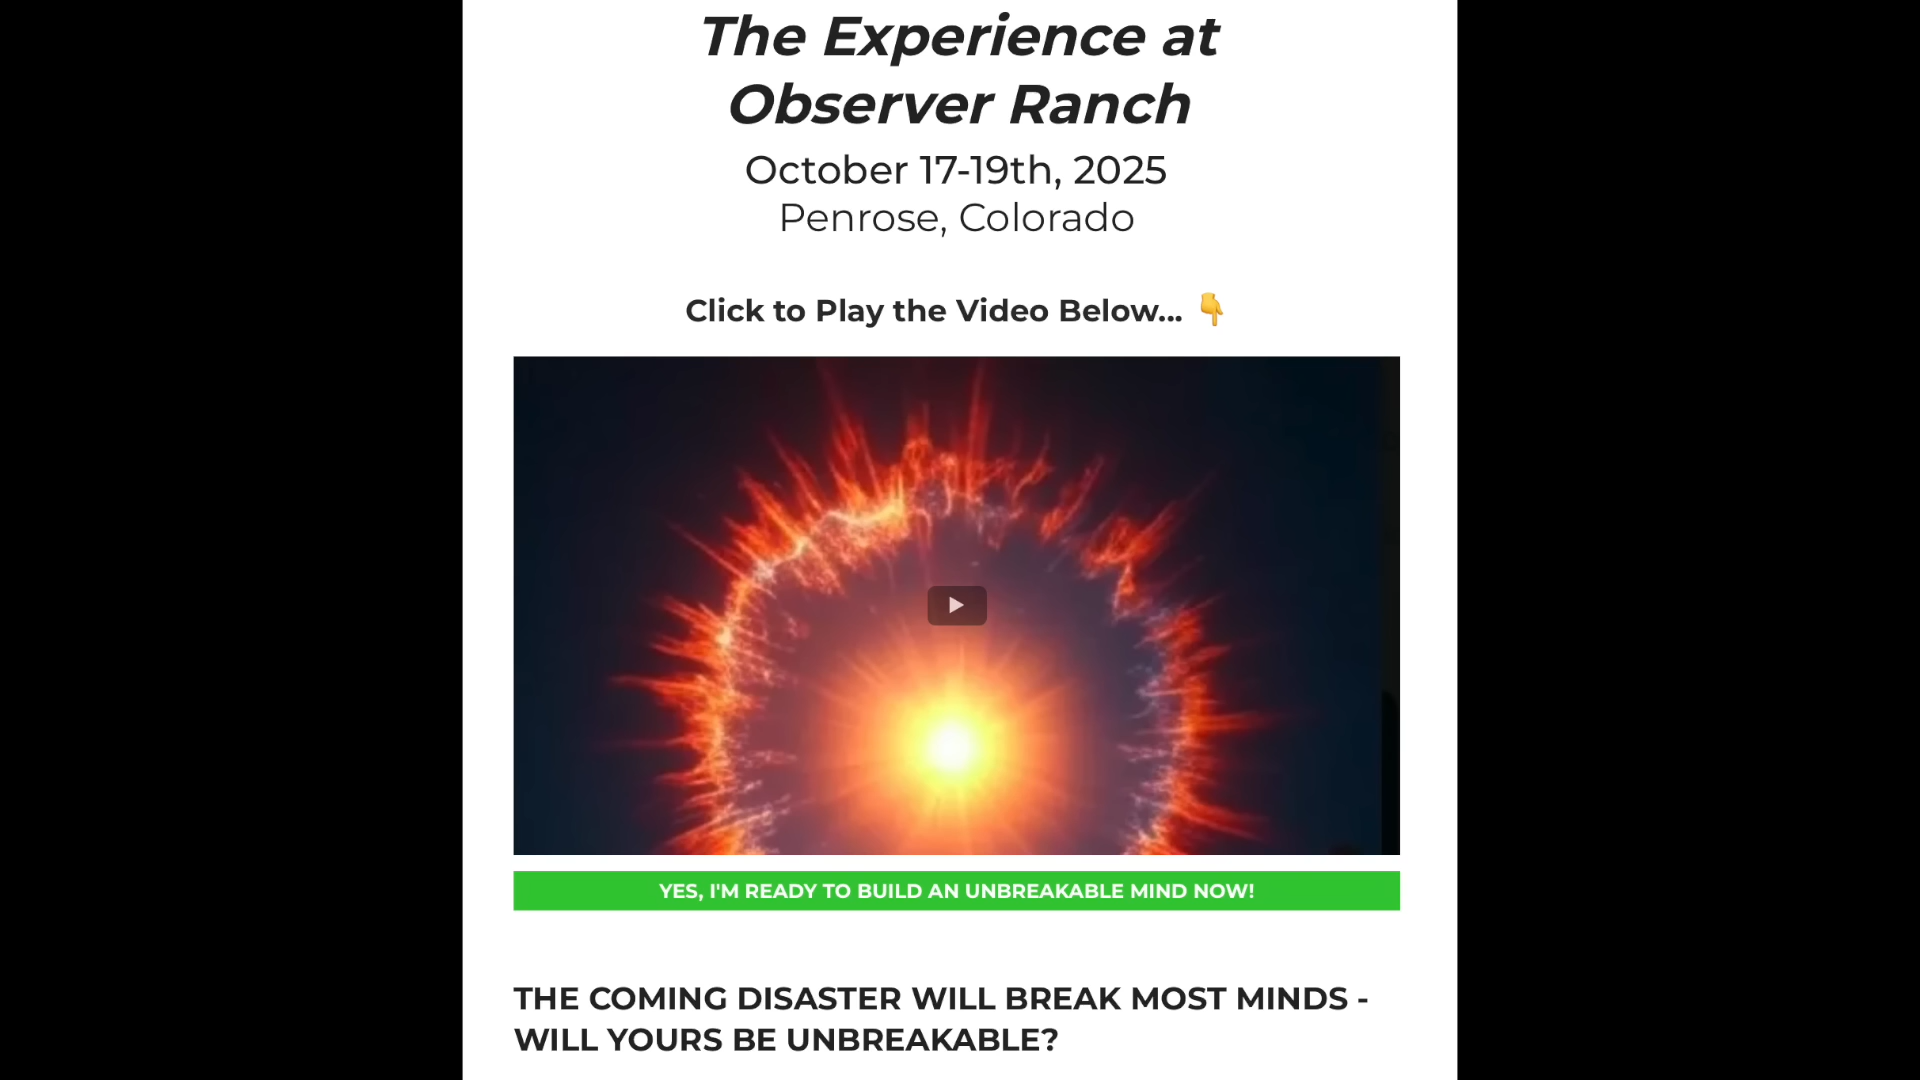 The Experience at
Observer Ranch
October 17-19th, 2025
Penrose, Colorado
Click to Play the Video Below... 👇
YES, I'M READY TO BUILD AN UNBREAKABLE MIND NOW!
THE COMING DISASTER WILL BREAK MOST MINDS -
WILL YOURS BE UNBREAKABLE?